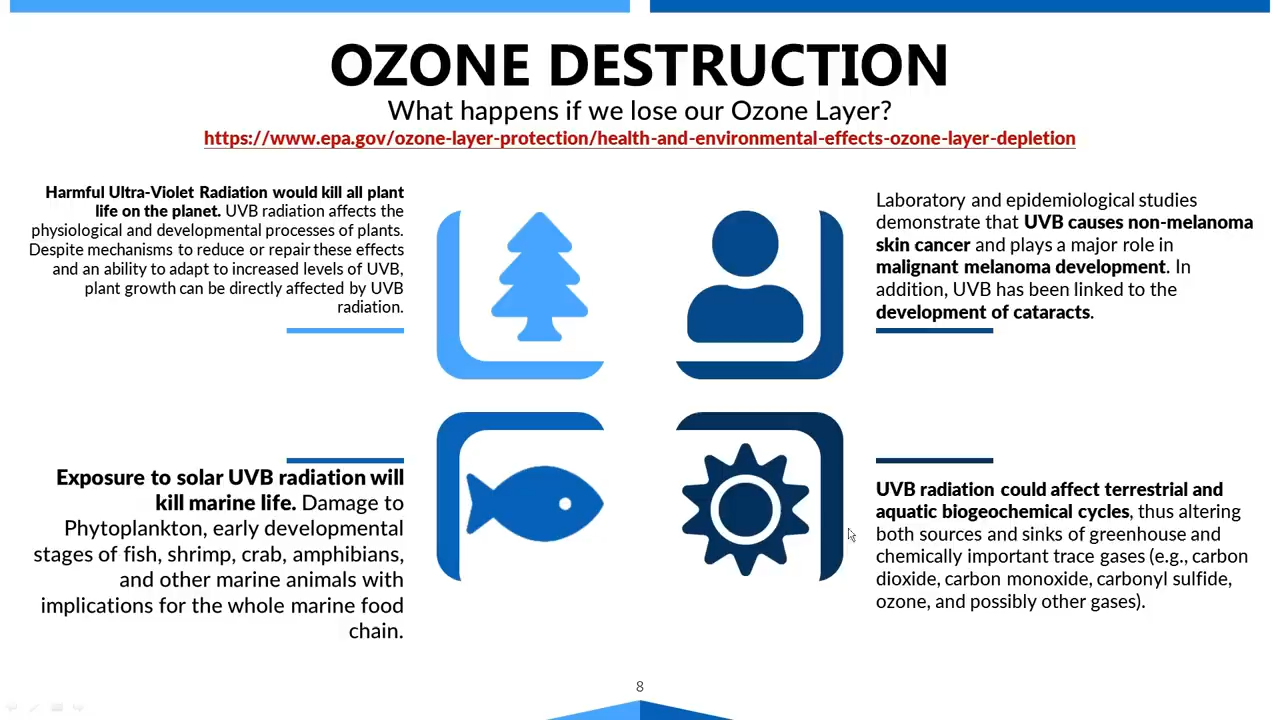 OZONE DESTRUCTION
What happens if we lose our Ozone Layer?
https://www.epa.gov/ozone-layer-protection/health-and-environmental-effects-ozone-layer-depletion
Harmful Ultra-Violet Radiation would kill all plant
life on the planet. UVB radiation affects the
physiological and developmental processes of plants.
Despite mechanisms to reduce or repair these effects
and an ability to adapt to increased levels of UVB,
plant growth can be directly affected by UVB
radiation.
Laboratory and epidemiological studies
demonstrate that UVB causes non-melanoma
skin cancer and plays a major role in
malignant melanoma development. In
addition, UVB has been linked to the
development of cataracts.
Exposure to solar UVB radiation will
kill marine life. Damage to
Phytoplankton, early developmental
stages of fish, shrimp, crab, amphibians,
and other marine animals with
implications for the whole marine food
chain.
UVB radiation could affect terrestrial and
aquatic biogeochemical cycles, thus altering
both sources and sinks of greenhouse and
chemically important trace gases (e.g., carbon
dioxide, carbon monoxide, carbonyl sulfide,
ozone, and possibly other gases).
8